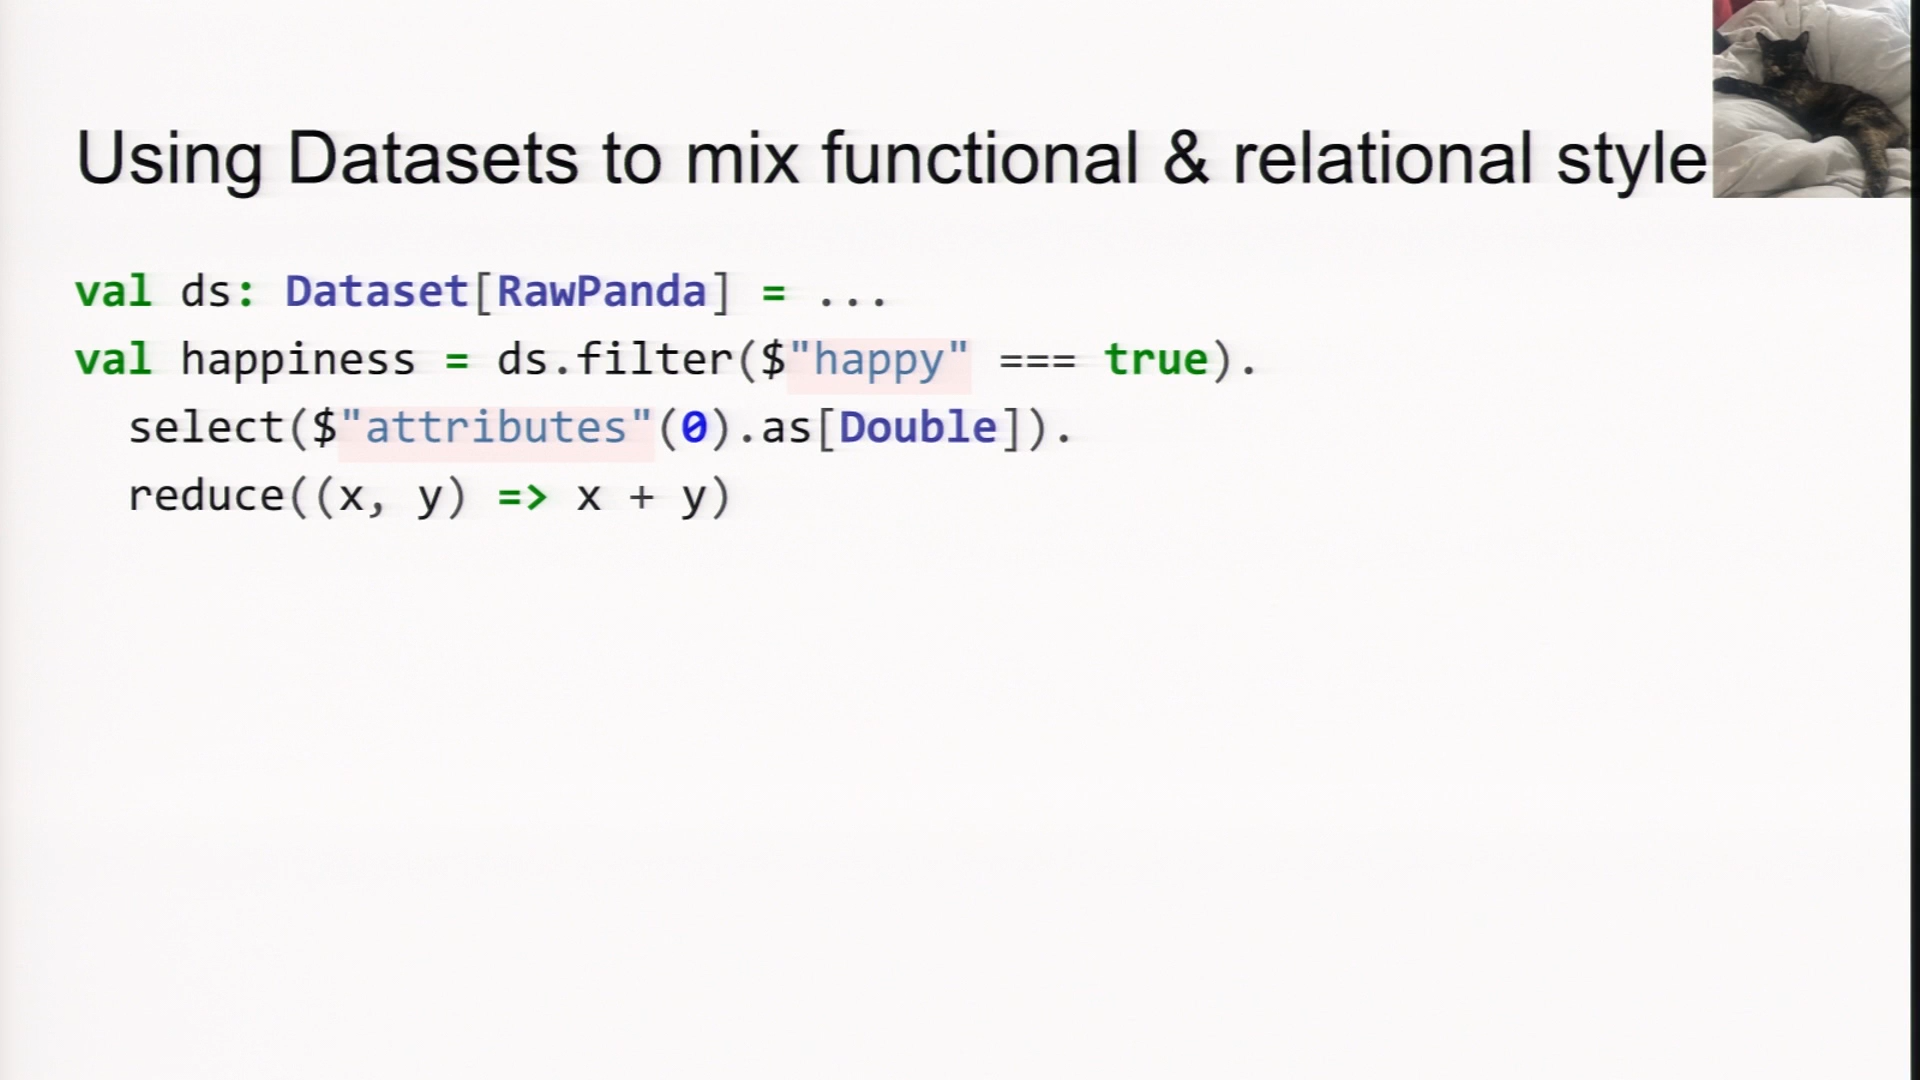 Using Datasets to mix functional & relational style
val ds: Dataset[RawPanda] = ...
val happiness = ds.filter($"happy" === true).
  select($"attributes"(0).as[Double]).
  reduce((x, y) => x + y)